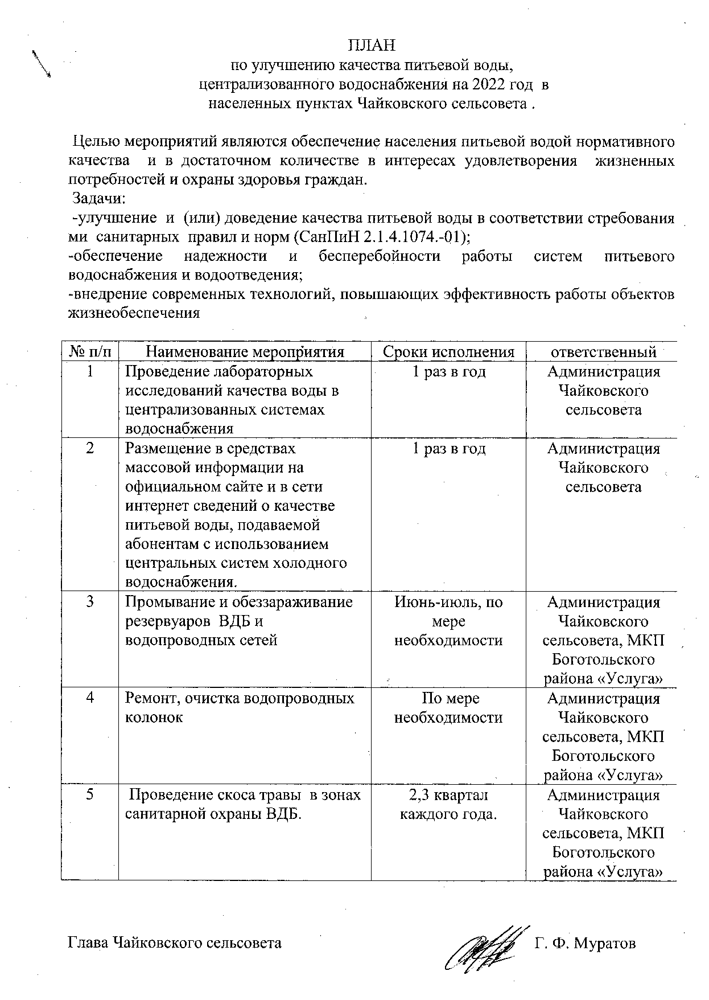 ПЛАН
по улучшению качества питьевой воды,
централизованного водоснабжения на 2022 год в
населенных пунктах Чайковского сельсовета .
Целью мероприятий являются обеспечение населения питьевой водой нормативного
качества и в достаточном количестве в интересах удовлетворения жизненных
потребностей и охраны здоровья граждан.
Задачи:
-улучшение и (или) доведение качества питьевой воды в соответствии стребования
ми санитарных правил и норм (СанПиН 2.1.4.1074.-01);
-обеспечение надежности и бесперебойности работы систем питьевого
водоснабжения и водоотведения;
-внедрение современных технологий, повышающих эффективность работы объектов
жизнеобеспечения
№ п/п Наименование мероприятия Сроки исполнения ответственный
1 Проведение лабораторных 1 раз в год Администрация
исследований качества воды в Чайковского
централизованных системах сельсовета
водоснабжения
2 Размещение в средствах 1 раз в год Администрация
массовой информации на Чайковского
официальном сайте и в сети сельсовета
интернет сведений о качестве
питьевой воды, подаваемой
абонентам с использованием
центральных систем холодного
водоснабжения.
3 Промывание и обеззараживание Июнь-июль, по Администрация
резервуаров ВДБ и мере Чайковского
водопроводных сетей необходимости сельсовета, МКП
Боготольского
района «Услуга»
4 Ремонт, очистка водопроводных По мере Администрация
колонок необходимости Чайковского
сельсовета, МКП
Боготольского
района «Услуга»
5 Проведение скоса травы в зонах 2,3 квартал Администрация
санитарной охраны ВДБ. каждого года. Чайковского
сельсовета, МКП
Боготольского
района «Услуга»
Глава Чайковского сельсовета Г. Ф. Муратов